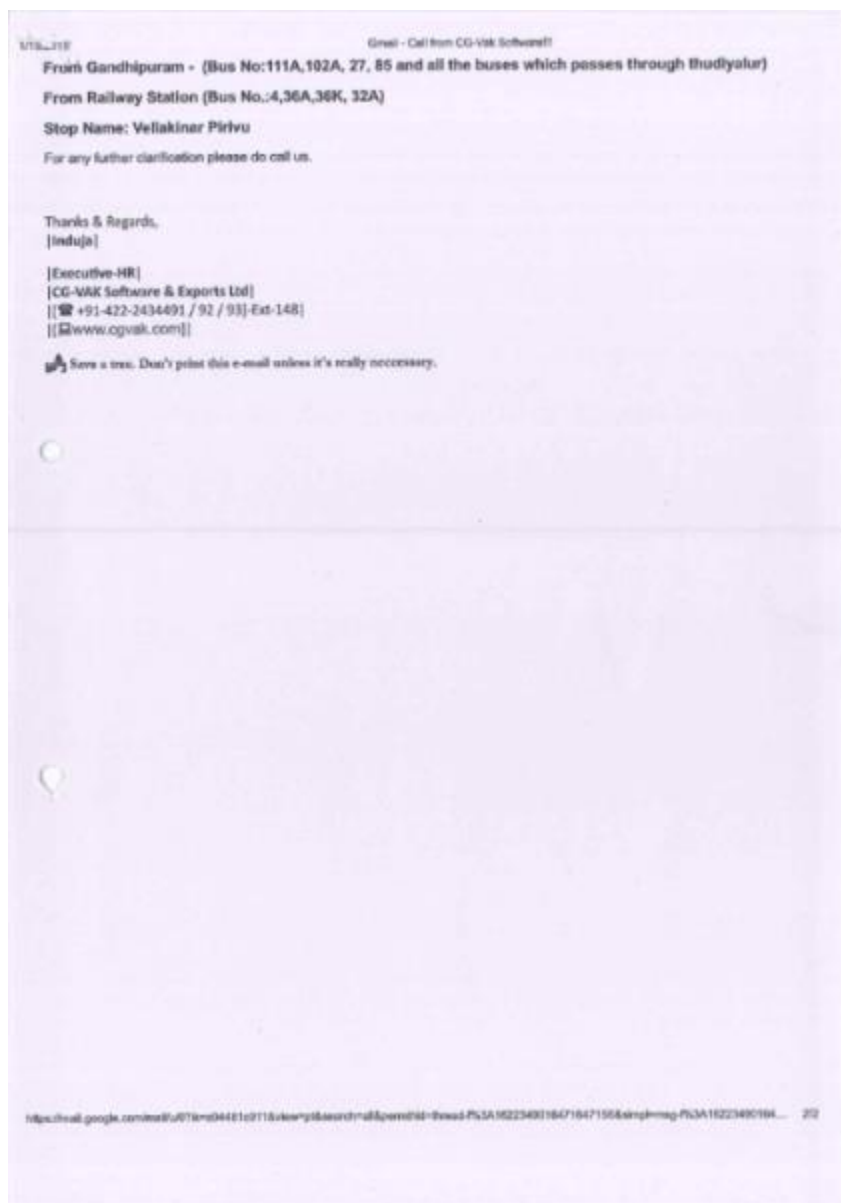 Gmail - Call from CG-Vak Software!!!
From Gandhipuram - (Bus No:111A,102A, 27, 85 and all the buses which passes through thudiyalur)
From Railway Station (Bus No.:4,36A,36K, 32A)
Stop Name: Vellakinar Pirivu
For any further clarification please do call us.
Thanks & Regards,
|Induja|
|Executive-HR|
|CG-VAK Software & Exports Ltd|
|[☎ +91-422-2434491 / 92 / 93]-Ext-148|
|[www.cgvak.com]|
Save a tree. Don't print this e-mail unless it's really neccessary.
2/2